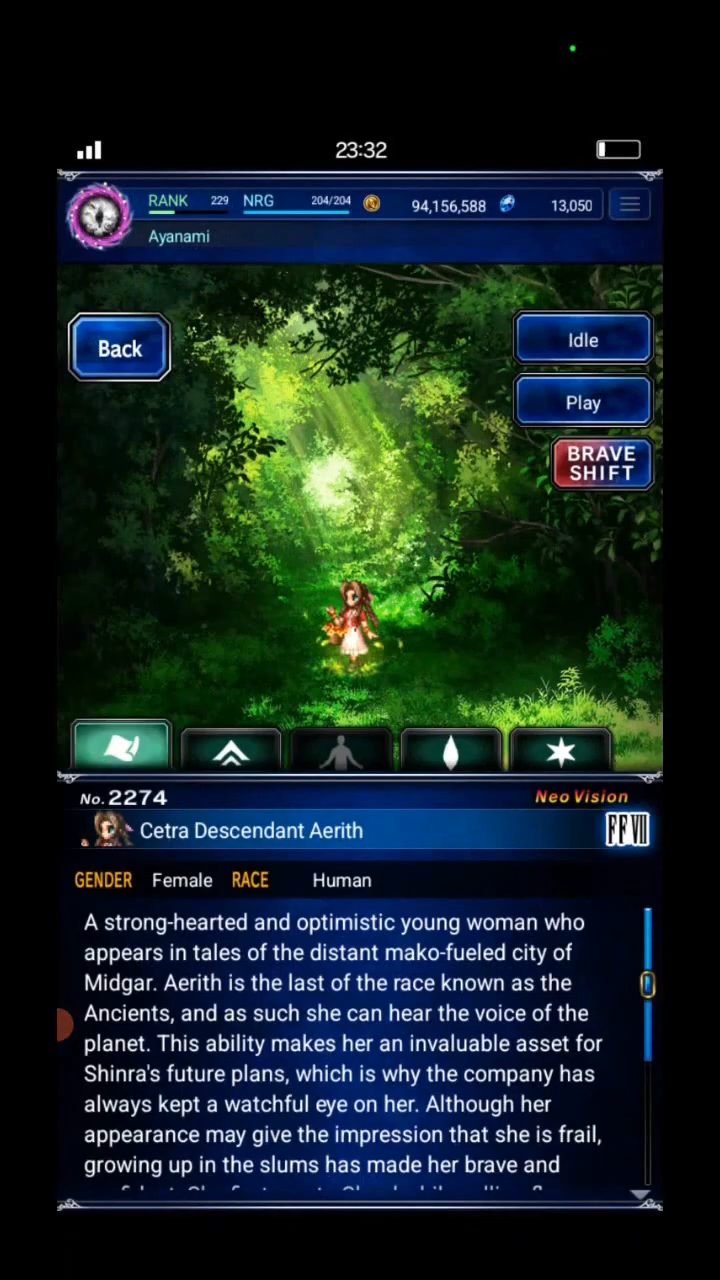 23:32
RANK 229 NRG 204/204 94,156,588 13,050
Ayanami
Back
Idle
Play
BRAVE
SHIFT
No. 2274 Neo Vision
Cetra Descendant Aerith FFVII
GENDER Female RACE Human
A strong-hearted and optimistic young woman who
appears in tales of the distant mako-fueled city of
Midgar. Aerith is the last of the race known as the
Ancients, and as such she can hear the voice of the
planet. This ability makes her an invaluable asset for
Shinra's future plans, which is why the company has
always kept a watchful eye on her. Although her
appearance may give the impression that she is frail,
growing up in the slums has made her brave and